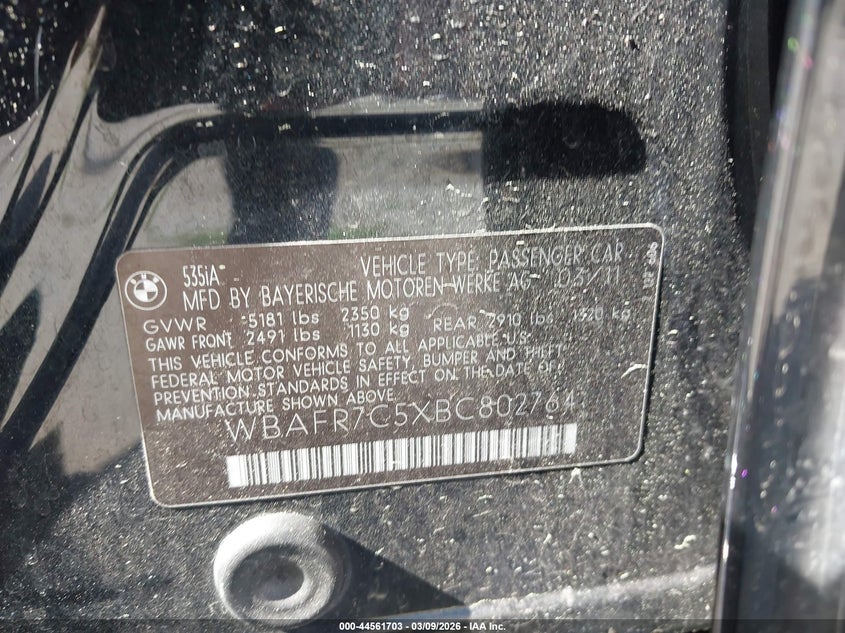 BMW
535iA
VEHICLE TYPE: PASSENGER CAR
MFD BY BAYERISCHE MOTOREN-WERKE AG 03/11
GVWR 5181 lbs 2350 kg
GAWR FRONT 2491 lbs 1130 kg REAR 2910 lbs 1320 kg
THIS VEHICLE CONFORMS TO ALL APPLICABLE U.S.
FEDERAL MOTOR VEHICLE SAFETY, BUMPER AND THEFT
PREVENTION STANDARDS IN EFFECT ON THE DATE OF
MANUFACTURE SHOWN ABOVE.
WBAFR7C5XBC802764
000-44561703 — 03/09/2026 — IAA Inc.